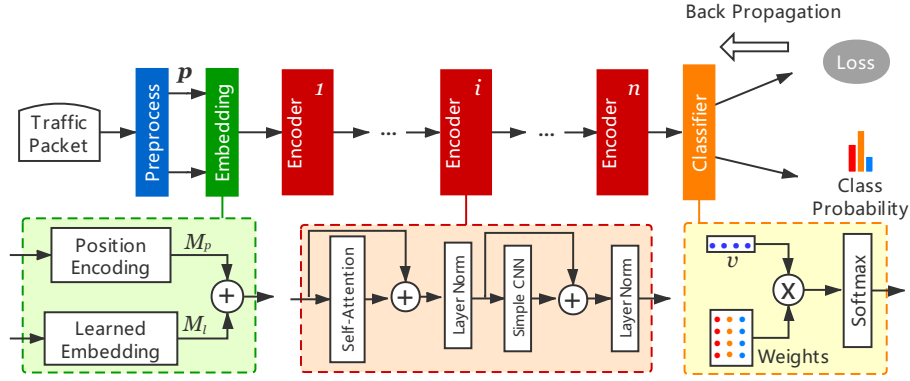 Back Propagation
Loss
Traffic
Packet
Preprocess
p
Embedding
Encoder
1
...
Encoder
i
...
Encoder
n
Classifier
Class
Probability
Position
Encoding
Mp
+
Learned
Embedding
Ml
Self-Attention
+
Layer Norm
Simple CNN
+
Layer Norm
v
X
Weights
Softmax